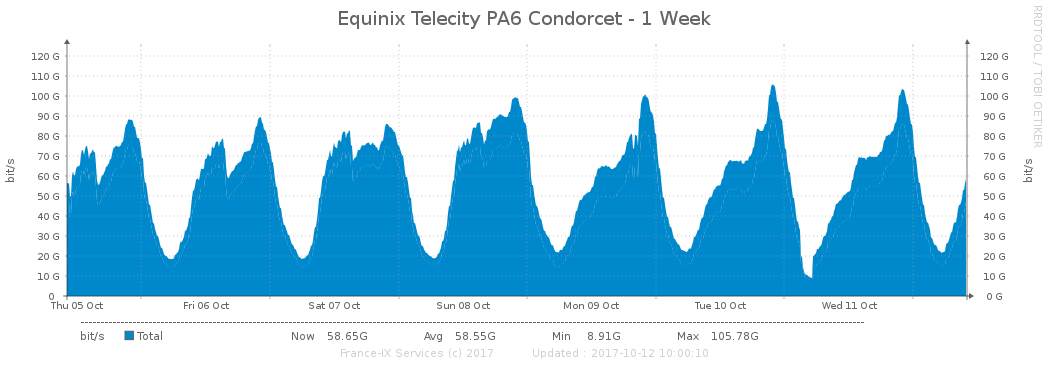 Equinix Telecity PA6 Condorcet - 1 Week
RRDTOOL / TOBI OETIKER
120 G 120 G
110 G 110 G
100 G 100 G
90 G 90 G
80 G 80 G
70 G 70 G
60 G 60 G
50 G 50 G
40 G 40 G
30 G 30 G
20 G 20 G
10 G 10 G
0 0 G
bit/s bit/s
Thu 05 Oct Fri 06 Oct Sat 07 Oct Sun 08 Oct Mon 09 Oct Tue 10 Oct Wed 11 Oct
bit/s Total Now 58.65G Avg 58.55G Min 8.91G Max 105.78G
France-IX Services (c) 2017 Updated : 2017-10-12 10:00:10